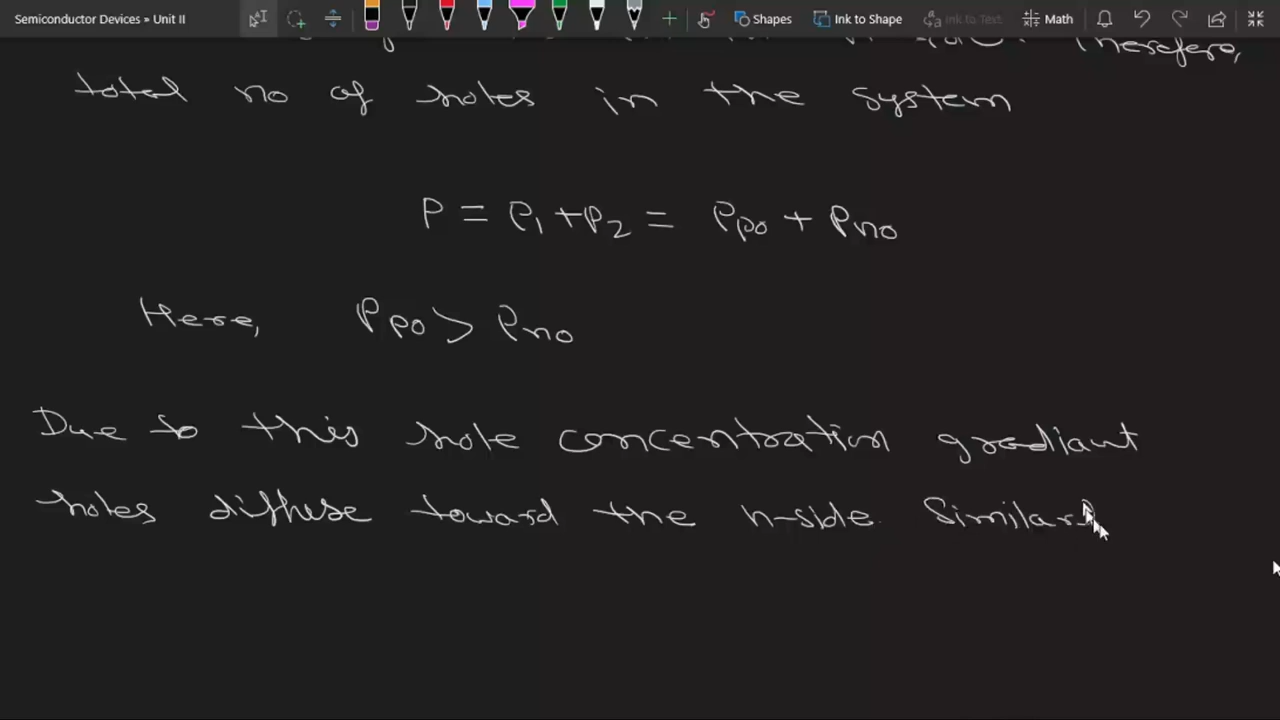 Semiconductor Devices » Unit II
Shapes
Ink to Shape
Ink to Text
Math
Therefore,
total no of holes in the system
P = P₁ + P₂ = Ppo + Pno
Here, Ppo > Pno
Due to this hole concentration gradiant
holes diffuse toward the n-side. Similarl